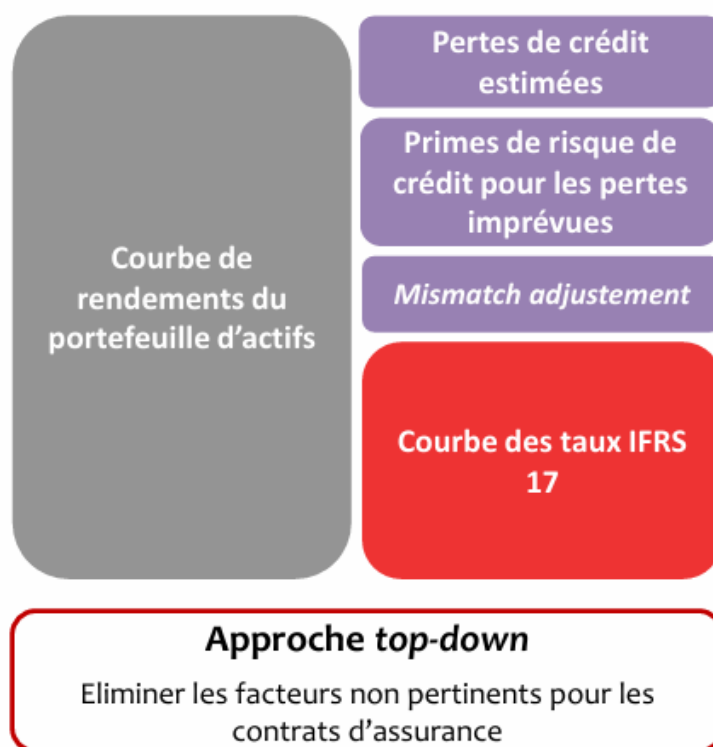 Courbe de
rendements du
portefeuille d’actifs
Pertes de crédit
estimées
Primes de risque de
crédit pour les pertes
imprévues
Mismatch adjustement
Courbe des taux IFRS
17
Approche top-down
Eliminer les facteurs non pertinents pour les
contrats d’assurance